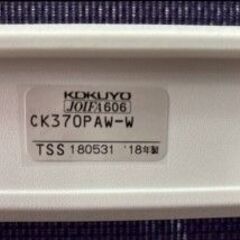 KOKUYO
JOIFA606
CK370PAW-W
TSS 180531 '18年製